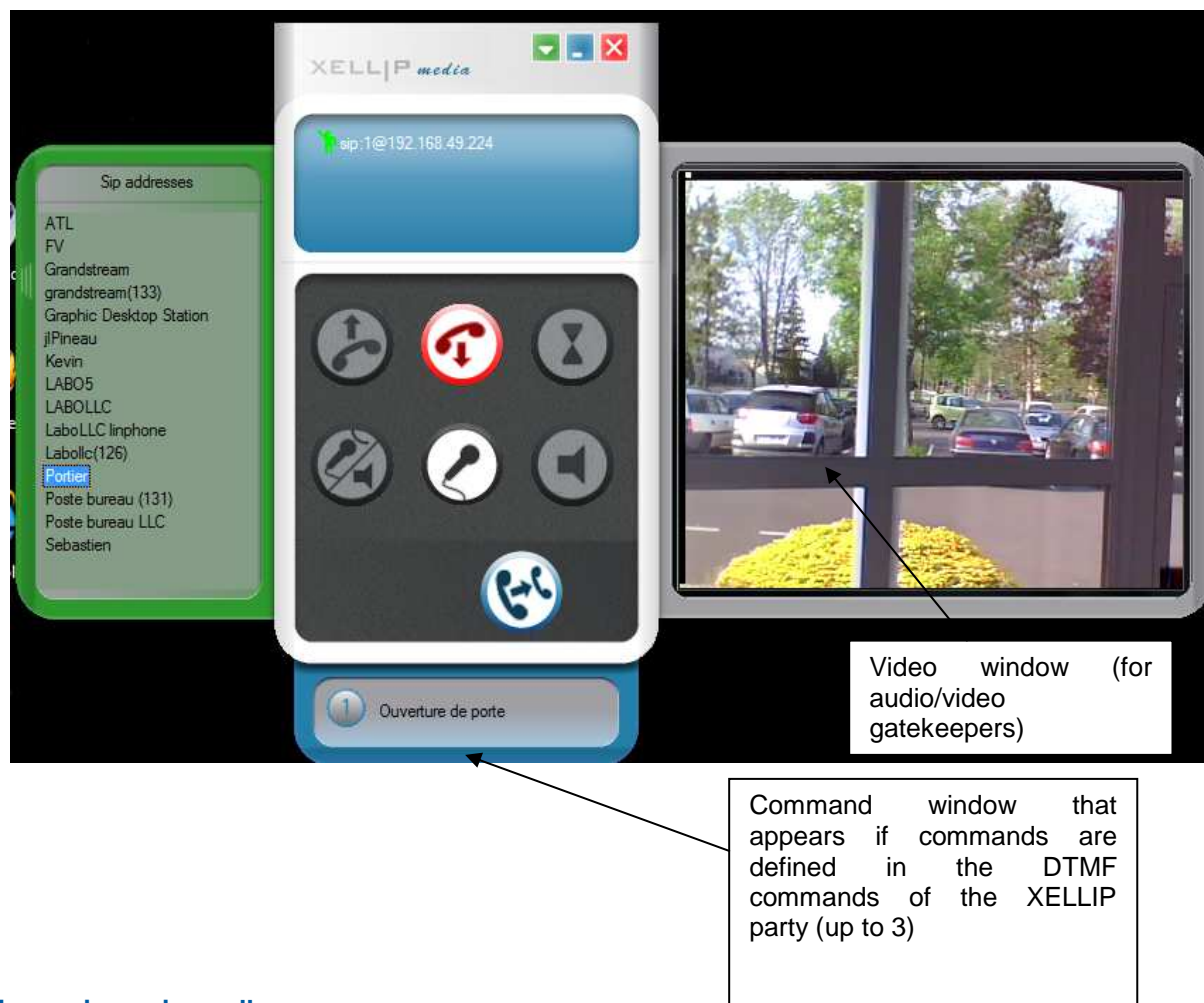 XELLIP media
sip:1@192.168.49.224
Sip addresses
ATL
FV
Grandstream
grandstream(133)
Graphic Desktop Station
jlPineau
Kevin
LABO5
LABOLLC
LaboLLC linphone
Labollc(126)
Portier
Poste bureau (131)
Poste bureau LLC
Sebastien
1 Ouverture de porte
Video window (for
audio/video
gatekeepers)
Command window that
appears if commands are
defined in the DTMF
commands of the XELLIP
party (up to 3)